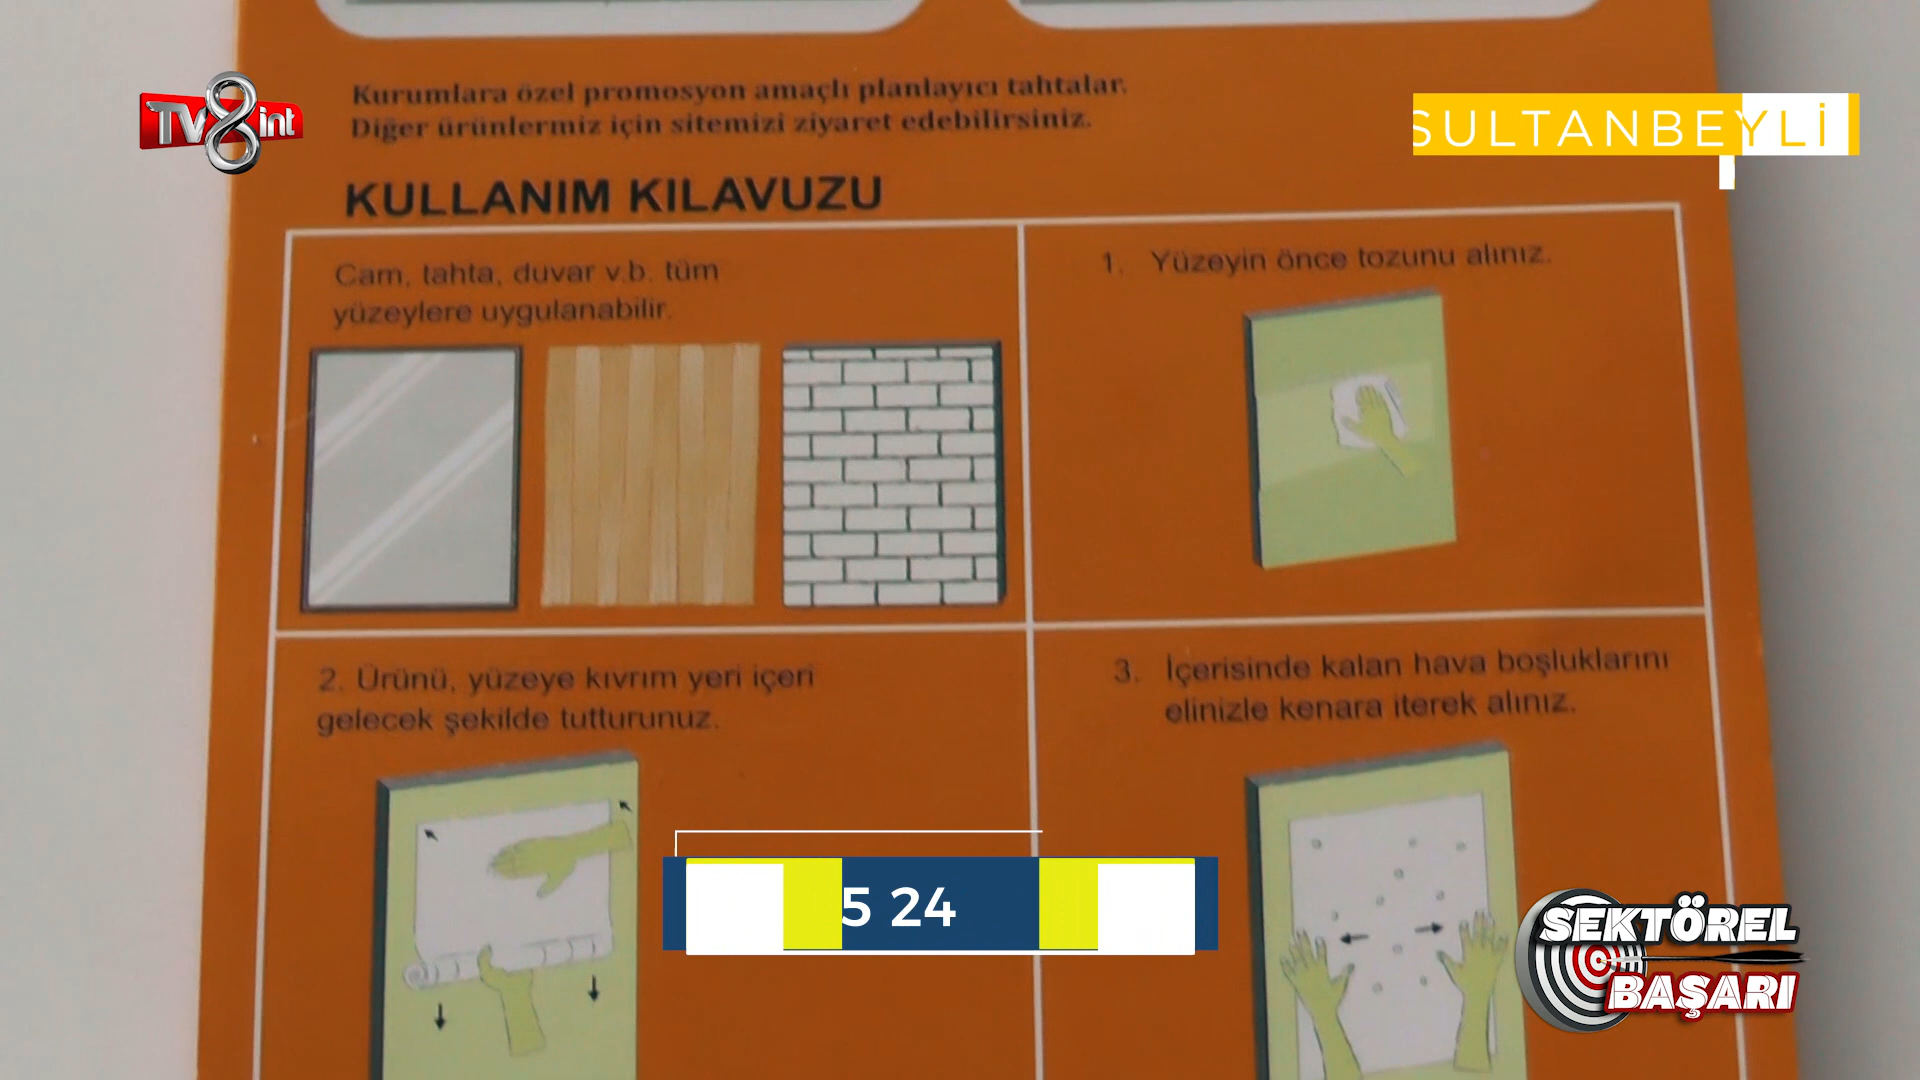 TV8int
SULTANBEYLİ
Kurumlara özel promosyon amaçlı planlayıcı tahtalar.
Diğer ürünlermiz için sitemizi ziyaret edebilirsiniz.
KULLANIM KILAVUZU
Cam, tahta, duvar v.b. tüm
yüzeylere uygulanabilir.
1. Yüzeyin önce tozunu alınız.
2. Ürünü, yüzeye kıvrım yeri içeri
gelecek şekilde tutturunuz.
3. İçerisinde kalan hava boşluklarını
elinizle kenara iterek alınız.
5 24
SEKTÖREL
BAŞARI